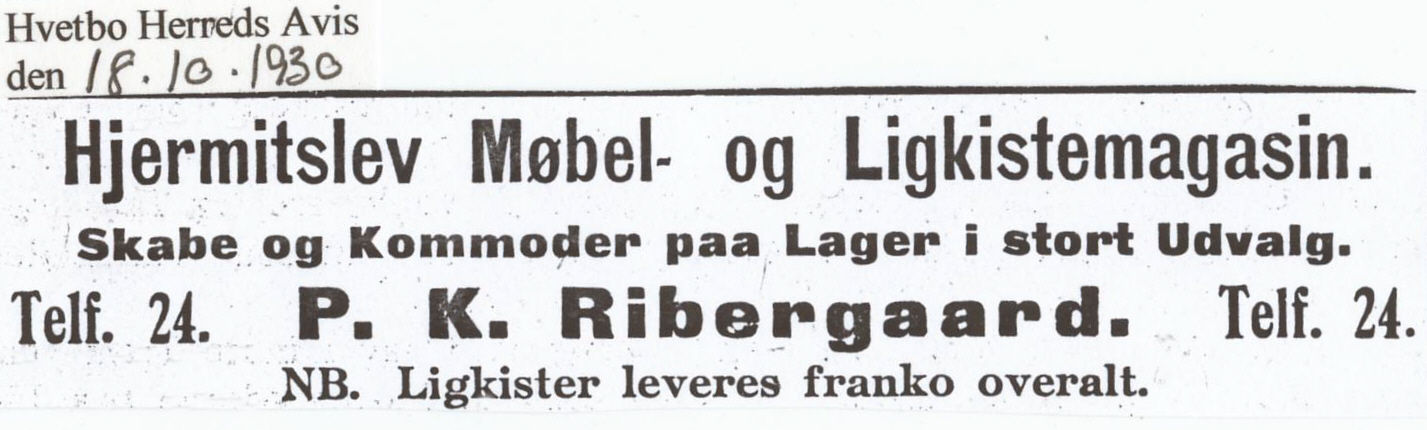 Hvetbo Herreds Avis
den 18.10.1930
Hjermitslev Møbel- og Ligkistemagasin.
Skabe og Kommoder paa Lager i stort Udvalg.
Telf. 24. P. K. Ribergaard. Telf. 24.
NB. Ligkister leveres franko overalt.